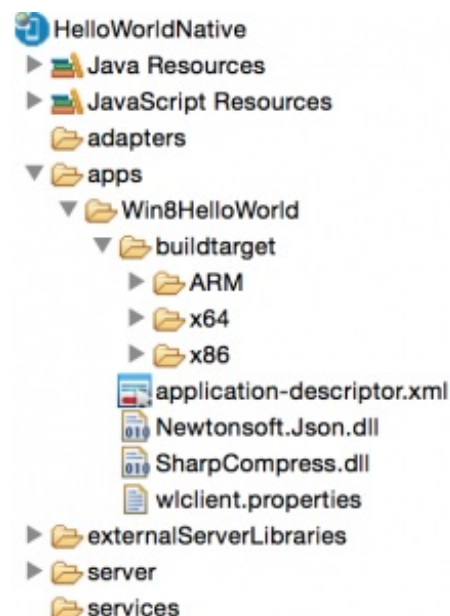 HelloWorldNative
Java Resources
JavaScript Resources
adapters
apps
Win8HelloWorld
buildtarget
ARM
x64
x86
application-descriptor.xml
Newtonsoft.Json.dll
SharpCompress.dll
wlclient.properties
externalServerLibraries
server
services